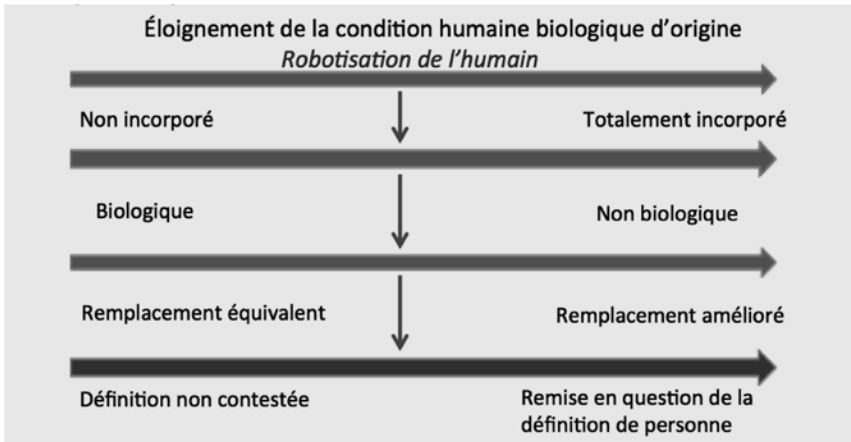 Éloignement de la condition humaine biologique d’origine
Robotisation de l’humain
Non incorporé
Totalement incorporé
Biologique
Non biologique
Remplacement équivalent
Remplacement amélioré
Définition non contestée
Remise en question de la
définition de personne